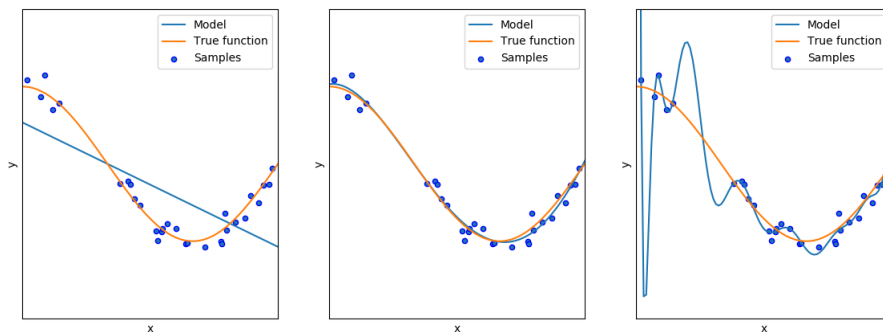 Model
True function
Samples
y
x
Model
True function
Samples
y
x
Model
True function
Samples
y
x